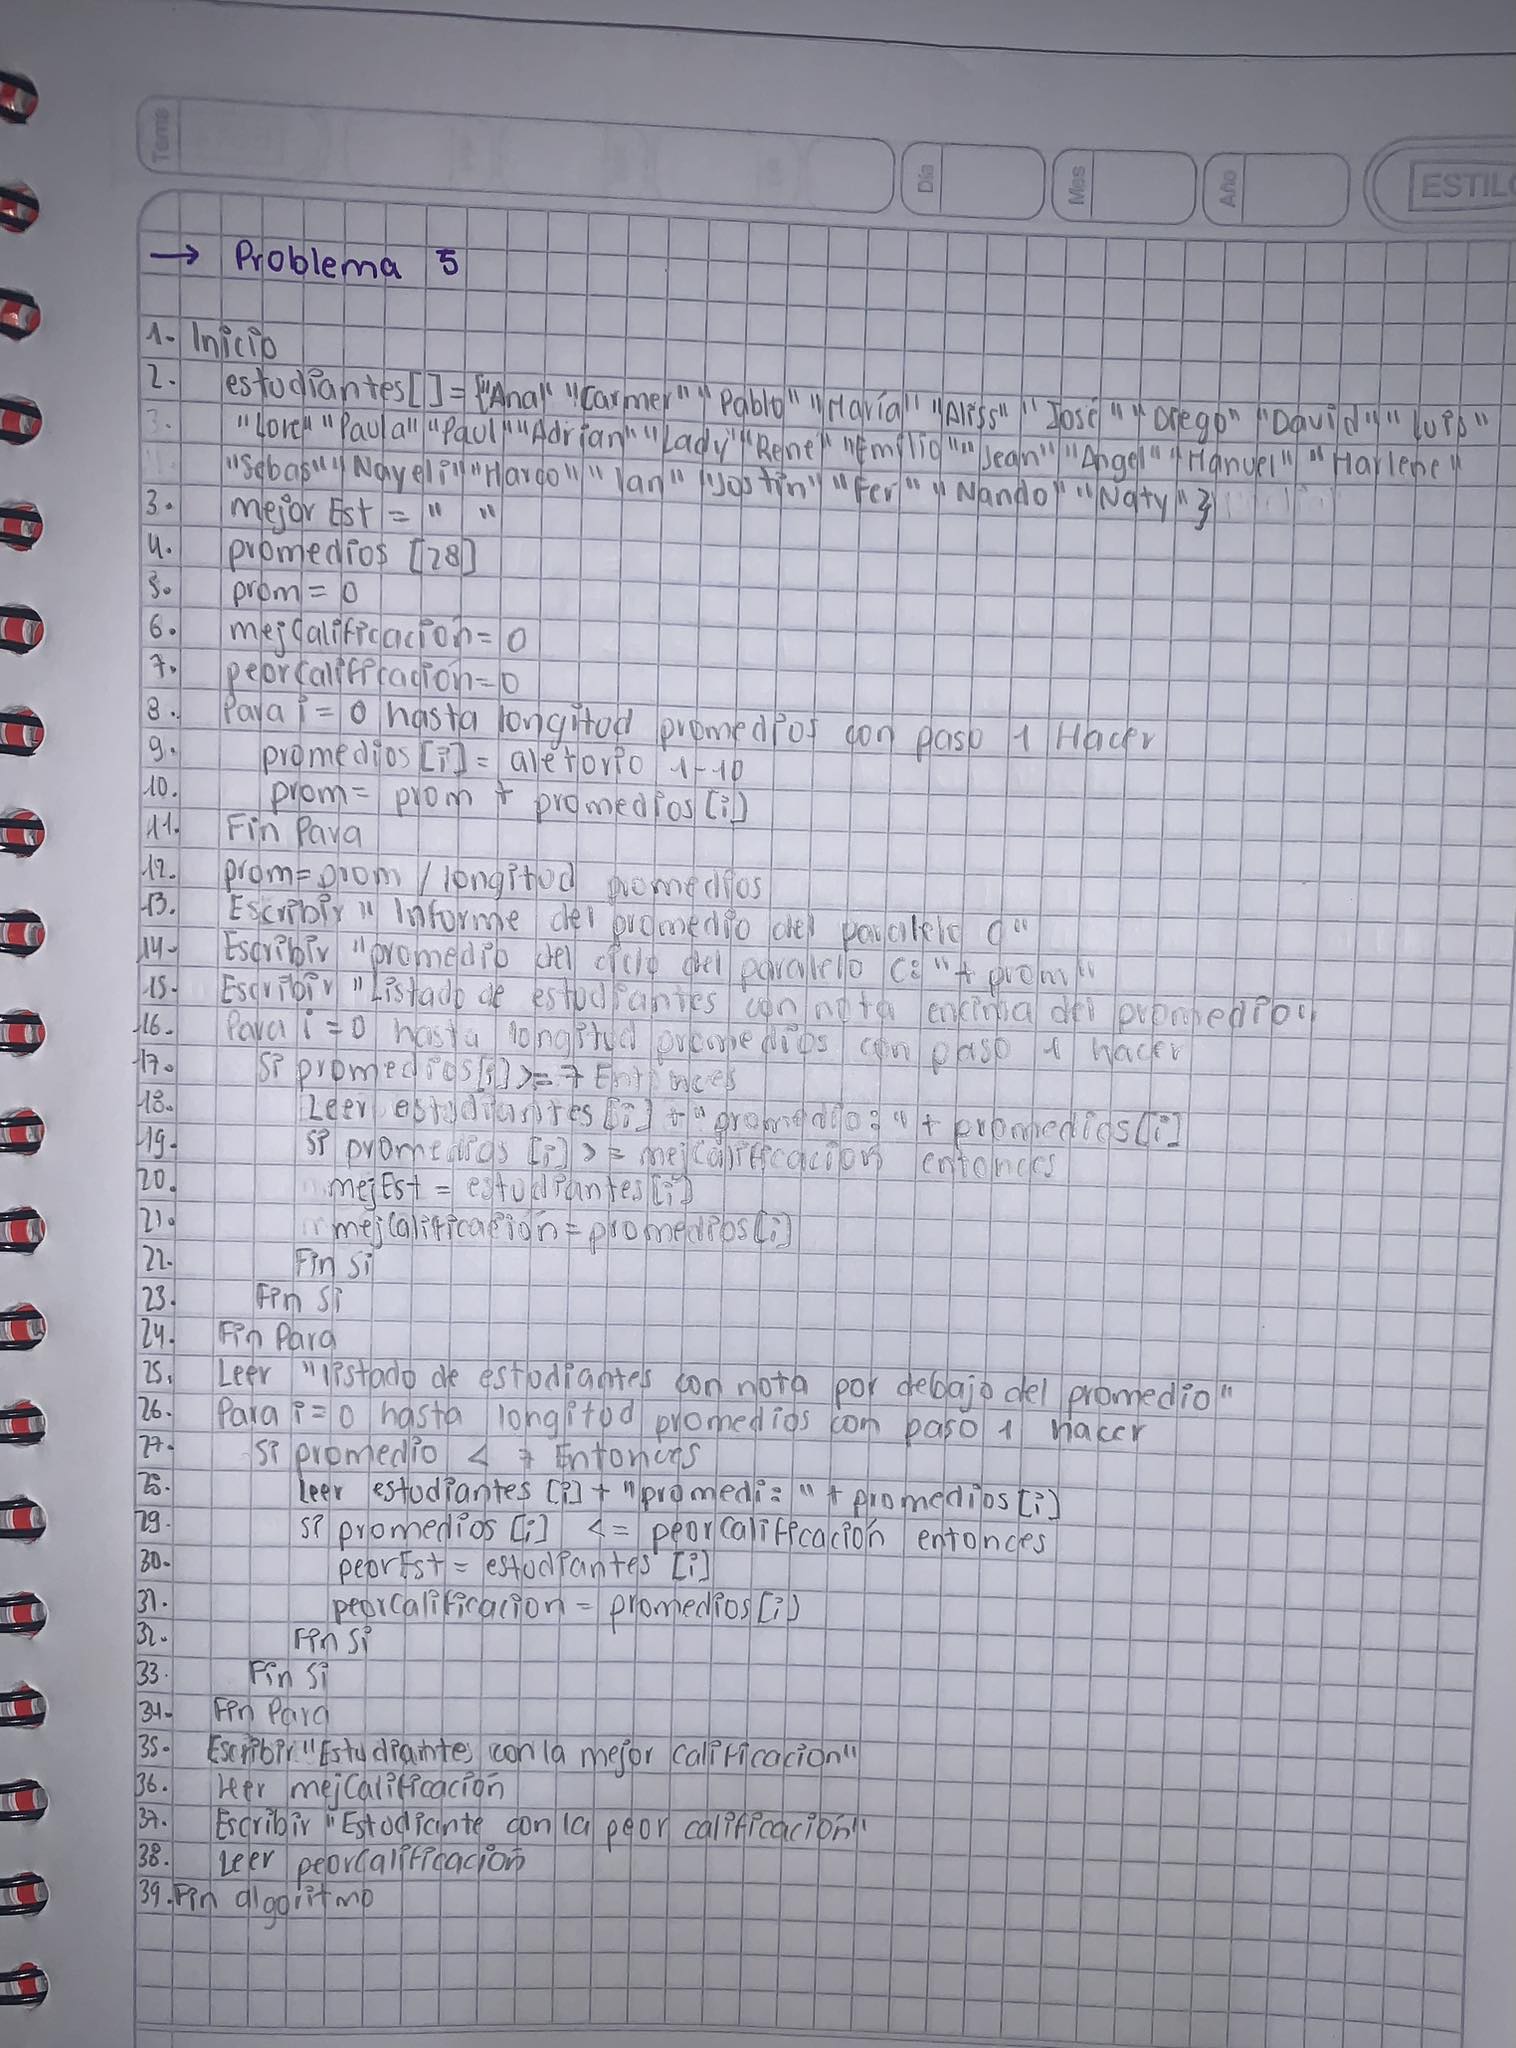 Tema
Día
Mes
Año
ESTILO
→ Problema 5
1. Inicio
2. estudiantes[] = {"Ana" "Carmen" "Pablo" "María" "Aliss" "José" "Diego" "David" "Luis"
"Lore" "Paula" "Paul" "Adrian" "Lady" "Rene" "Emilio" "Jean" "Angel" "Manuel" "Marlene"
"Sebas" "Nayeli" "Marco" "Ian" "Jostin" "Fer" "Nando" "Naty"}
3. mejor Est = " "
4. promedios [28]
5. prom = 0
6. mejCalificación = 0
7. peorCalificación = 0
8. Para i = 0 hasta longitud promedios con paso 1 Hacer
9. promedios[i] = aletorio 1-10
10. prom = prom + promedios[i]
11. Fin Para
12. prom = prom / longitud promedios
13. Escribir "Informe del promedio del paralelo C"
14. Escribir "promedio del ciclo del paralelo C: "+ prom"
15. Escribir "Listado de estudiantes con nota encima del promedio"
16. Para i = 0 hasta longitud promedios con paso 1 hacer
17. Si promedios[i] >= 7 Entonces
18. Leer estudiantes[i] + "promedio: " + promedios[i]
19. Si promedios [i] >= mejCalificación entonces
20. mejEst = estudiantes[i]
21. mejCalificación = promedios[i]
22. Fin Si
23. Fin Si
24. Fin Para
25. Leer "listado de estudiantes con nota por debajo del promedio"
26. Para i = 0 hasta longitud promedios con paso 1 hacer
27. Si promedio < 7 Entonces
28. Leer estudiantes [i] + "promedi: " + promedios[i]
29. Si promedios [i] <= peorCalificación entonces
30. peorEst = estudiantes [i]
31. peorcalificacion = promedios[i]
32. Fin Si
33. Fin Si
34. Fin Para
35. Escribir "Estudiante con la mejor calificacion"
36. Leer mejCalificación
37. Escribir "Estudiante con la peor calificación"
38. Leer peorCalificación
39. Fin algoritmo